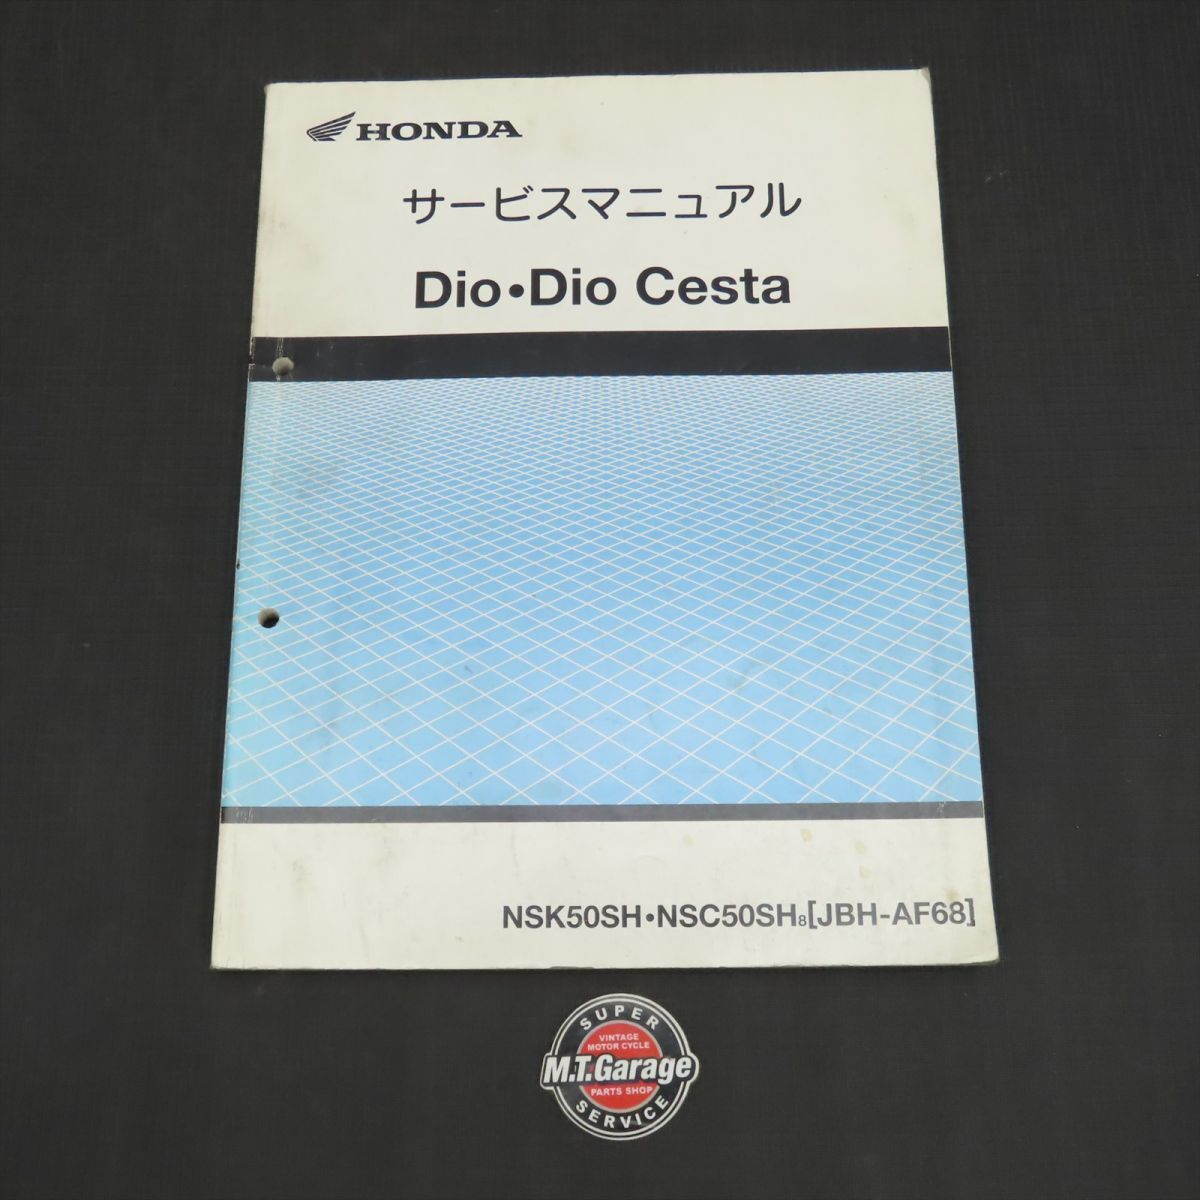 HONDA
サービスマニュアル
Dio・Dio Cesta
NSK50SH・NSC50SH8[JBH-AF68]
SUPER
VINTAGE
MOTOR CYCLE
M.T.Garage
PARTS SHOP
SERVICE